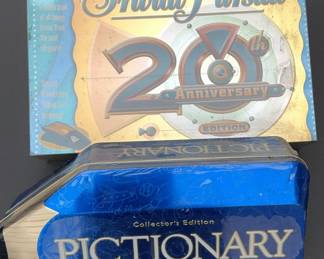 Trivial Pursuit
20th
Anniversary
EDITION
PICTIONARY
Collector's Edition
PICTIONARY